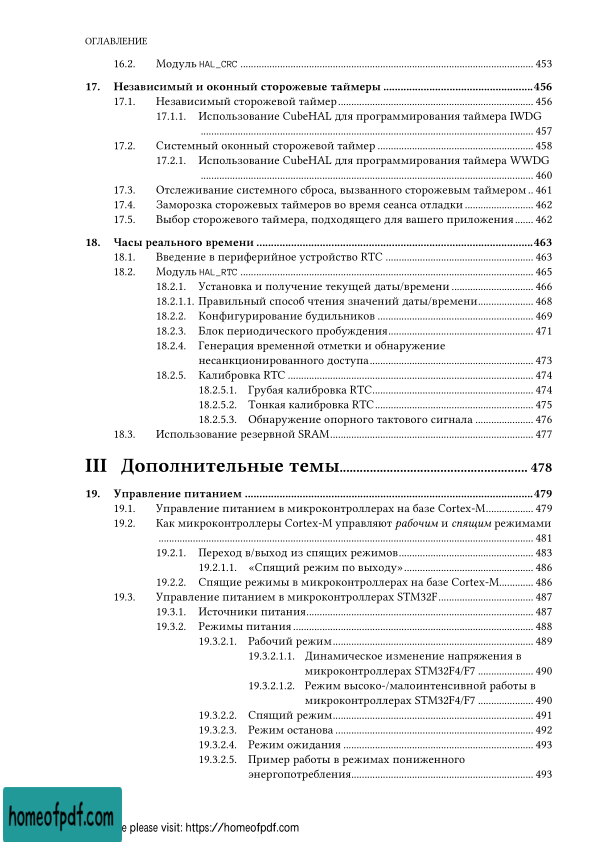 ОГЛАВЛЕНИЕ
16.2. Модуль HAL_CRC ........ 453
17. Независимый и оконный сторожевые таймеры ........ 456
17.1. Независимый сторожевой таймер ........ 456
17.1.1. Использование CubeHAL для программирования таймера IWDG
........ 457
17.2. Системный оконный сторожевой таймер ........ 458
17.2.1. Использование CubeHAL для программирования таймера WWDG
........ 460
17.3. Отслеживание системного сброса, вызванного сторожевым таймером .. 461
17.4. Заморозка сторожевых таймеров во время сеанса отладки ........ 462
17.5. Выбор сторожевого таймера, подходящего для вашего приложения ...... 462
18. Часы реального времени ........ 463
18.1. Введение в периферийное устройство RTC ........ 463
18.2. Модуль HAL_RTC ........ 465
18.2.1. Установка и получение текущей даты/времени ........ 466
18.2.1.1. Правильный способ чтения значений даты/времени ........ 468
18.2.2. Конфигурирование будильников ........ 469
18.2.3. Блок периодического пробуждения ........ 471
18.2.4. Генерация временной отметки и обнаружение
несанкционированного доступа ........ 473
18.2.5. Калибровка RTC ........ 474
18.2.5.1. Грубая калибровка RTC ........ 474
18.2.5.2. Тонкая калибровка RTC ........ 475
18.2.5.3. Обнаружение опорного тактового сигнала ........ 476
18.3. Использование резервной SRAM ........ 477
III Дополнительные темы ........ 478
19. Управление питанием ........ 479
19.1. Управление питанием в микроконтроллерах на базе Cortex-M ........ 479
19.2. Как микроконтроллеры Cortex-M управляют рабочим и спящим режимами
........ 481
19.2.1. Переход в/выход из спящих режимов ........ 483
19.2.1.1. «Спящий режим по выходу» ........ 486
19.2.2. Спящие режимы в микроконтроллерах на базе Cortex-M ........ 486
19.3. Управление питанием в микроконтроллерах STM32F ........ 487
19.3.1. Источники питания ........ 487
19.3.2. Режимы питания ........ 488
19.3.2.1. Рабочий режим ........ 489
19.3.2.1.1. Динамическое изменение напряжения в
микроконтроллерах STM32F4/F7 ........ 490
19.3.2.1.2. Режим высоко-/малоинтенсивной работы в
микроконтроллерах STM32F4/F7 ........ 490
19.3.2.2. Спящий режим ........ 491
19.3.2.3. Режим останова ........ 492
19.3.2.4. Режим ожидания ........ 493
19.3.2.5. Пример работы в режимах пониженного
энергопотребления ........ 493
homeofpdf.com
please visit: https://homeofpdf.com